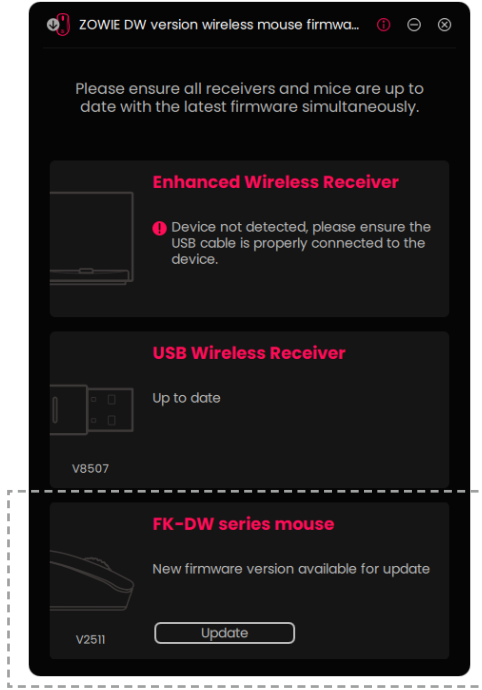 ZOWIE DW version wireless mouse firmwa...
Please ensure all receivers and mice are up to
date with the latest firmware simultaneously.
Enhanced Wireless Receiver
Device not detected, please ensure the
USB cable is properly connected to the
device.
USB Wireless Receiver
Up to date
V8507
FK-DW series mouse
New firmware version available for update
V2511
Update